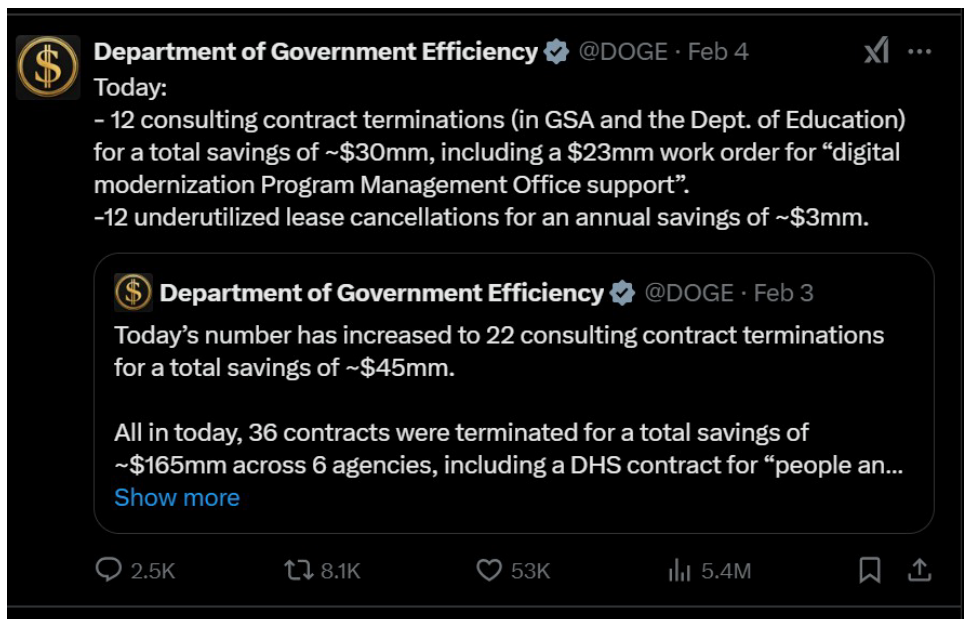 Department of Government Efficiency @DOGE · Feb 4
Today:
- 12 consulting contract terminations (in GSA and the Dept. of Education)
for a total savings of ~$30mm, including a $23mm work order for “digital
modernization Program Management Office support”.
-12 underutilized lease cancellations for an annual savings of ~$3mm.
Department of Government Efficiency @DOGE · Feb 3
Today’s number has increased to 22 consulting contract terminations
for a total savings of ~$45mm.
All in today, 36 contracts were terminated for a total savings of
~$165mm across 6 agencies, including a DHS contract for “people an...
Show more
2.5K 8.1K 53K 5.4M